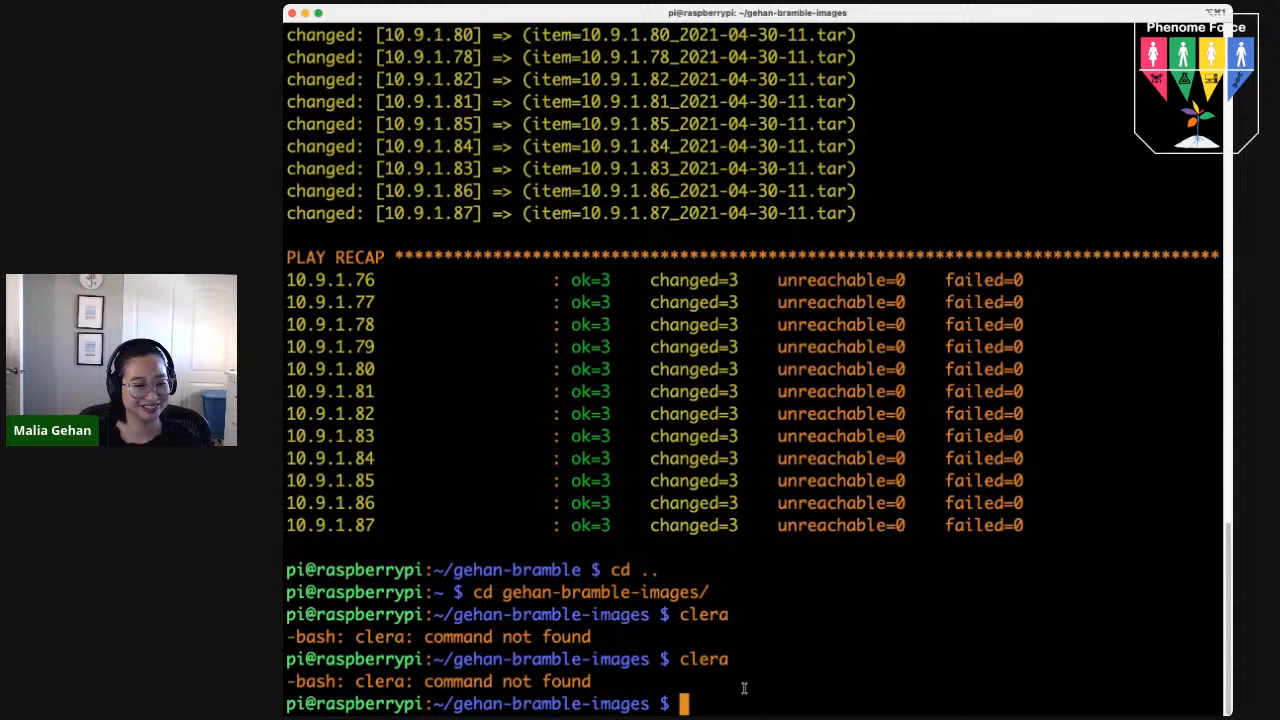 pi@raspberrypi: ~/gehan-bramble-images
⌥⌘1
Phenome Force
changed: [10.9.1.80] => (item=10.9.1.80_2021-04-30-11.tar)
changed: [10.9.1.78] => (item=10.9.1.78_2021-04-30-11.tar)
changed: [10.9.1.82] => (item=10.9.1.82_2021-04-30-11.tar)
changed: [10.9.1.81] => (item=10.9.1.81_2021-04-30-11.tar)
changed: [10.9.1.85] => (item=10.9.1.85_2021-04-30-11.tar)
changed: [10.9.1.84] => (item=10.9.1.84_2021-04-30-11.tar)
changed: [10.9.1.83] => (item=10.9.1.83_2021-04-30-11.tar)
changed: [10.9.1.86] => (item=10.9.1.86_2021-04-30-11.tar)
changed: [10.9.1.87] => (item=10.9.1.87_2021-04-30-11.tar)
PLAY RECAP ************************************************************************************
10.9.1.76 : ok=3 changed=3 unreachable=0 failed=0
10.9.1.77 : ok=3 changed=3 unreachable=0 failed=0
10.9.1.78 : ok=3 changed=3 unreachable=0 failed=0
10.9.1.79 : ok=3 changed=3 unreachable=0 failed=0
10.9.1.80 : ok=3 changed=3 unreachable=0 failed=0
10.9.1.81 : ok=3 changed=3 unreachable=0 failed=0
10.9.1.82 : ok=3 changed=3 unreachable=0 failed=0
10.9.1.83 : ok=3 changed=3 unreachable=0 failed=0
10.9.1.84 : ok=3 changed=3 unreachable=0 failed=0
10.9.1.85 : ok=3 changed=3 unreachable=0 failed=0
10.9.1.86 : ok=3 changed=3 unreachable=0 failed=0
10.9.1.87 : ok=3 changed=3 unreachable=0 failed=0
pi@raspberrypi:~/gehan-bramble $ cd ..
pi@raspberrypi:~ $ cd gehan-bramble-images/
pi@raspberrypi:~/gehan-bramble-images $ clera
-bash: clera: command not found
pi@raspberrypi:~/gehan-bramble-images $ clera
-bash: clera: command not found
pi@raspberrypi:~/gehan-bramble-images $
Malia Gehan